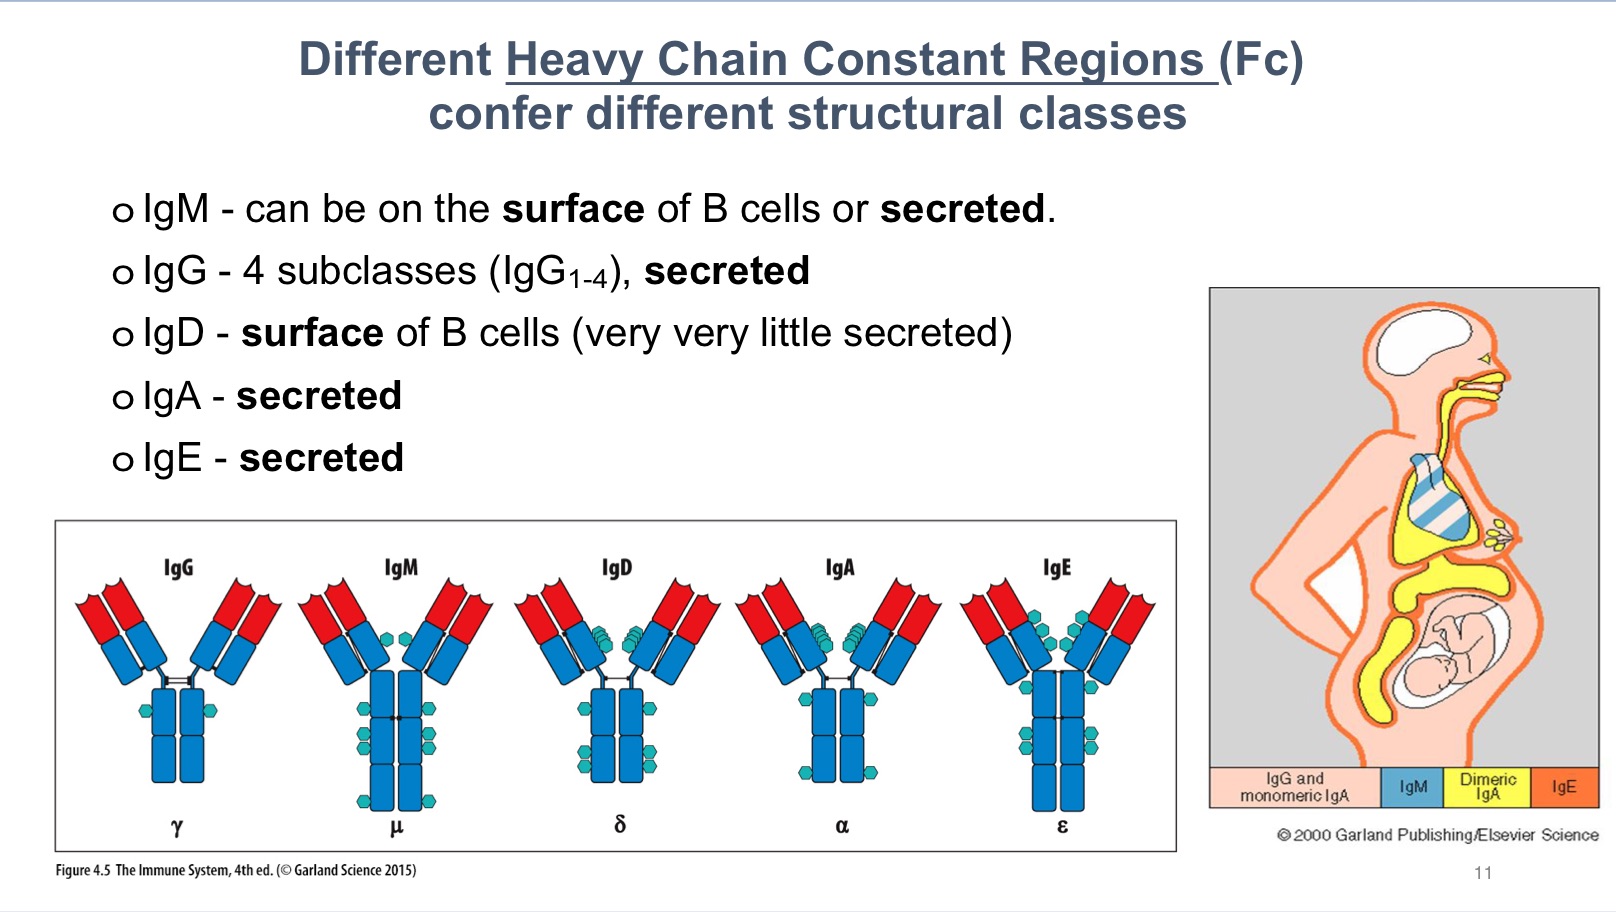 Different Heavy Chain Constant Regions (Fc)
confer different structural classes
o IgM - can be on the surface of B cells or secreted.
o IgG - 4 subclasses (IgG1-4), secreted
o IgD - surface of B cells (very very little secreted)
o IgA - secreted
o IgE - secreted
IgG IgM IgD IgA IgE
γ μ δ α ε
Figure 4.5 The Immune System, 4th ed. (© Garland Science 2015)
IgG and
monomeric IgA
IgM
Dimeric
IgA
IgE
© 2000 Garland Publishing/Elsevier Science
11